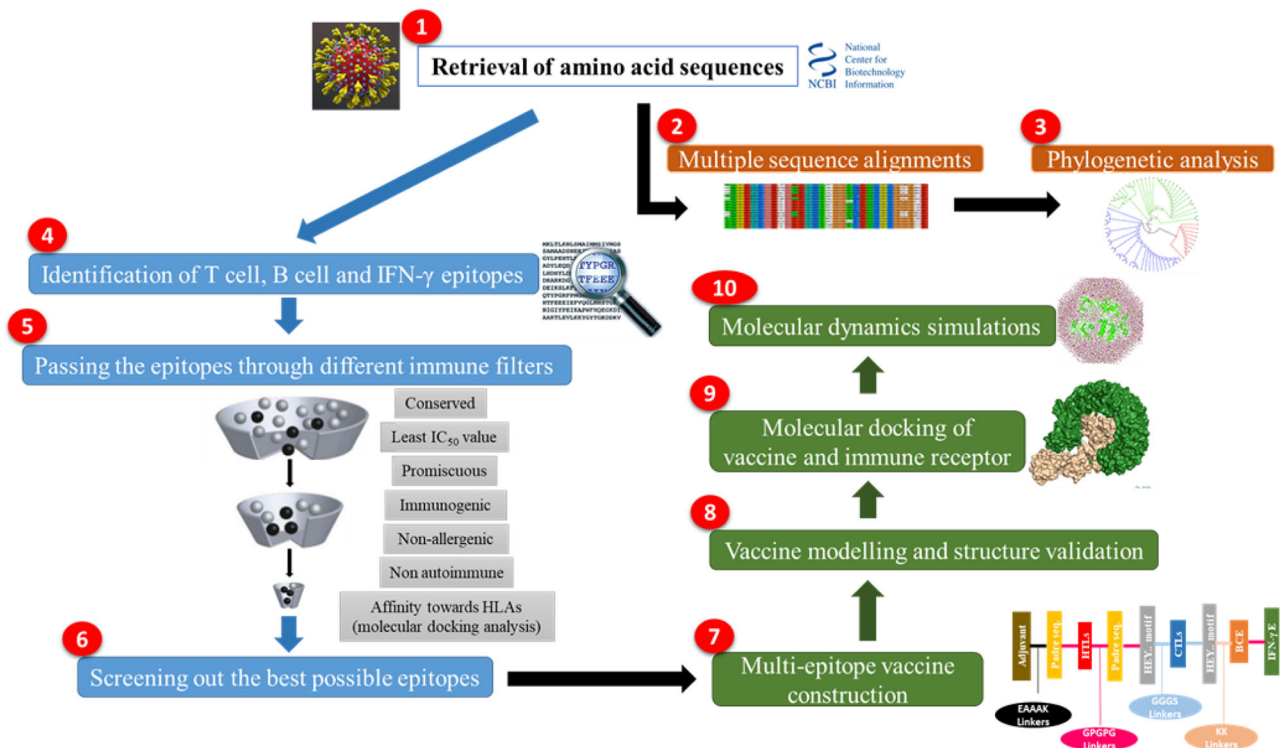 1
Retrieval of amino acid sequences
NCBI
National
Center for
Biotechnology
Information
2
Multiple sequence alignments
3
Phylogenetic analysis
4
Identification of T cell, B cell and IFN-γ epitopes
TYPGR
TFEEE
5
Passing the epitopes through different immune filters
Conserved
Least IC50 value
Promiscuous
Immunogenic
Non-allergenic
Non autoimmune
Affinity towards HLAs
(molecular docking analysis)
6
Screening out the best possible epitopes
10
Molecular dynamics simulations
9
Molecular docking of
vaccine and immune receptor
8
Vaccine modelling and structure validation
7
Multi-epitope vaccine
construction
Adjuvant
Padre seq.
HTLs
Padre seq.
HEY.. motif
CTLs
HEY.. motif
BCE
IFN-γ E
EAAAK
Linkers
GPGPG
Linkers
GGGS
Linkers
KK
Linkers